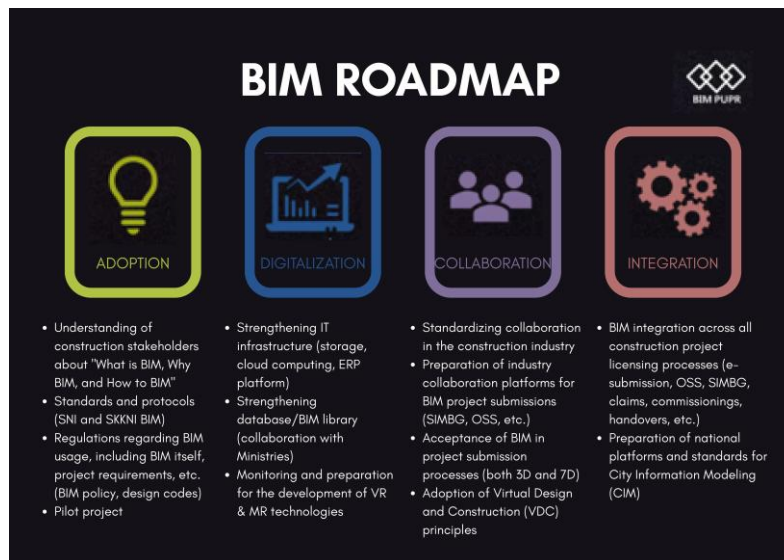 BIM ROADMAP
BIM PUPR
ADOPTION
DIGITALIZATION
COLLABORATION
INTEGRATION
• Understanding of
construction stakeholders
about "What is BIM, Why
BIM, and How to BIM"
• Standards and protocols
(SNI and SKKNI BIM)
• Regulations regarding BIM
usage, including BIM itself,
project requirements, etc.
(BIM policy, design codes)
• Pilot project
• Strengthening IT
infrastructure (storage,
cloud computing, ERP
platform)
• Strengthening
database/BIM library
(collaboration with
Ministries)
• Monitoring and preparation
for the development of VR
& MR technologies
• Standardizing collaboration
in the construction industry
• Preparation of industry
collaboration platforms for
BIM project submissions
(SIMBG, OSS, etc.)
• Acceptance of BIM in
project submission
processes (both 3D and 7D)
• Adoption of Virtual Design
and Construction (VDC)
principles
• BIM integration across all
construction project
licensing processes (e-
submission, OSS, SIMBG,
claims, commissionings,
handovers, etc.)
• Preparation of national
platforms and standards for
City Information Modeling
(CIM)